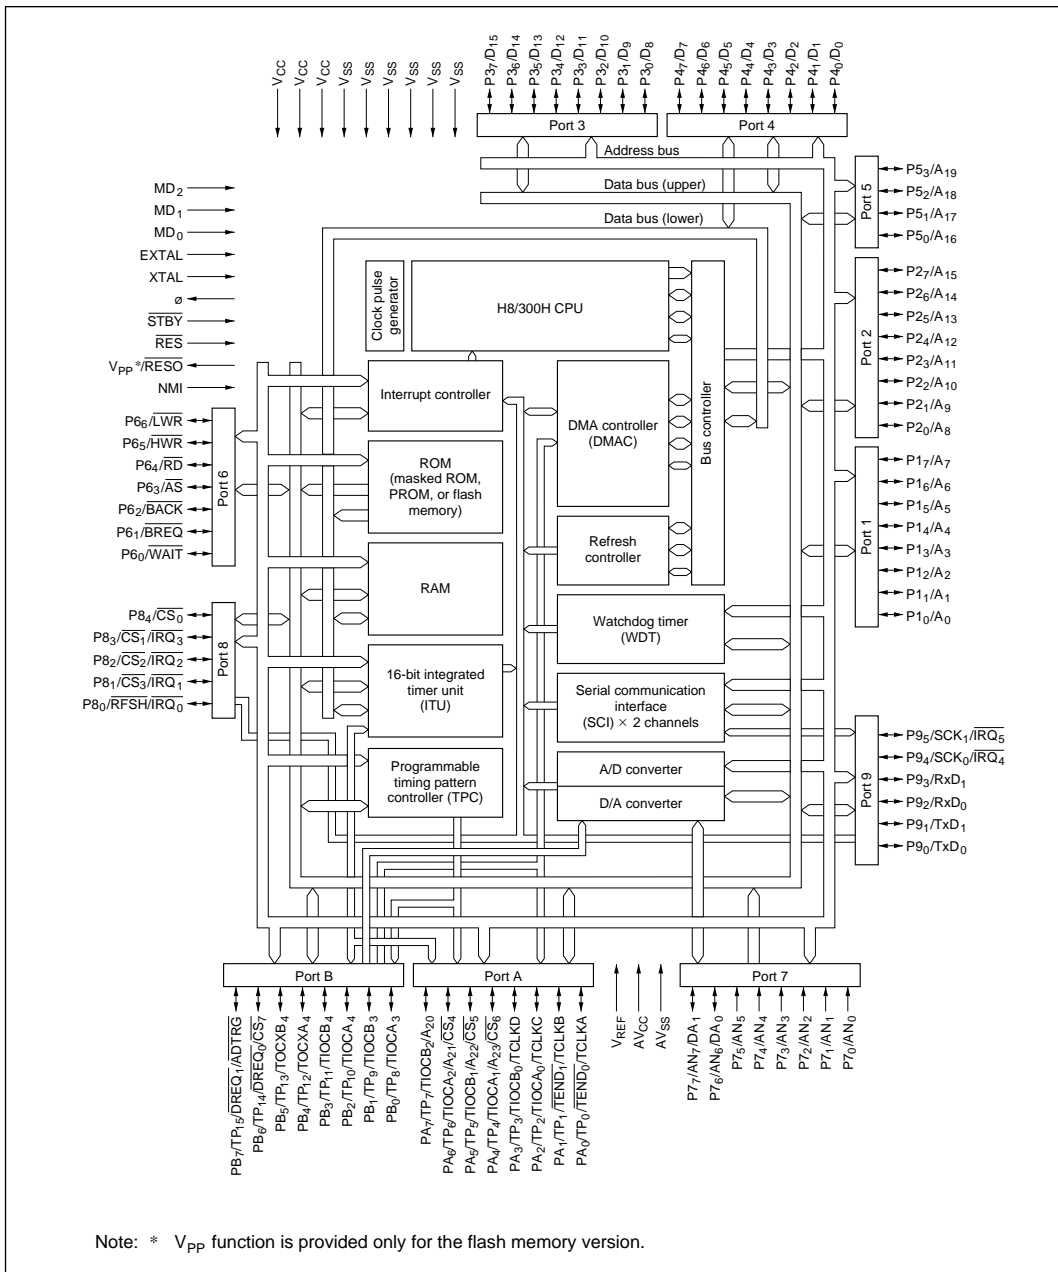 VCC
VCC
VCC
VSS
VSS
VSS
VSS
VSS
VSS
P37/D15
P36/D14
P35/D13
P34/D12
P33/D11
P32/D10
P31/D9
P30/D8
P47/D7
P46/D6
P45/D5
P44/D4
P43/D3
P42/D2
P41/D1
P40/D0
Port 3
Port 4
Address bus
Data bus (upper)
Data bus (lower)
MD2
MD1
MD0
EXTAL
XTAL
ø
STBY
RES
VPP*/RESO
NMI
Port 5
P53/A19
P52/A18
P51/A17
P50/A16
Clock pulse
generator
H8/300H CPU
Bus controller
Port 2
P27/A15
P26/A14
P25/A13
P24/A12
P23/A11
P22/A10
P21/A9
P20/A8
Interrupt controller
DMA controller
(DMAC)
P66/LWR
P65/HWR
P64/RD
P63/AS
P62/BACK
P61/BREQ
P60/WAIT
Port 6
ROM
(masked ROM,
PROM, or flash
memory)
Port 1
P17/A7
P16/A6
P15/A5
P14/A4
P13/A3
P12/A2
P11/A1
P10/A0
Refresh
controller
RAM
P84/CS0
P83/CS1/IRQ3
P82/CS2/IRQ2
P81/CS3/IRQ1
P80/RFSH/IRQ0
Port 8
Watchdog timer
(WDT)
16-bit integrated
timer unit
(ITU)
Serial communication
interface
(SCI) × 2 channels
Programmable
timing pattern
controller (TPC)
A/D converter
D/A converter
Port 9
P95/SCK1/IRQ5
P94/SCK0/IRQ4
P93/RxD1
P92/RxD0
P91/TxD1
P90/TxD0
Port B
Port A
Port 7
PB7/TP15/DREQ1/ADTRG
PB6/TP14/DREQ0/CS7
PB5/TP13/TOCXB4
PB4/TP12/TOCXA4
PB3/TP11/TIOCB4
PB2/TP10/TIOCA4
PB1/TP9/TIOCB3
PB0/TP8/TIOCA3
PA7/TP7/TIOCB2/A20
PA6/TP6/TIOCA2/A21/CS4
PA5/TP5/TIOCB1/A22/CS5
PA4/TP4/TIOCA1/A23/CS6
PA3/TP3/TIOCB0/TCLKD
PA2/TP2/TIOCA0/TCLKC
PA1/TP1/TEND1/TCLKB
PA0/TP0/TEND0/TCLKA
VREF
AVCC
AVSS
P77/AN7/DA1
P76/AN6/DA0
P75/AN5
P74/AN4
P73/AN3
P72/AN2
P71/AN1
P70/AN0
Note: * VPP function is provided only for the flash memory version.